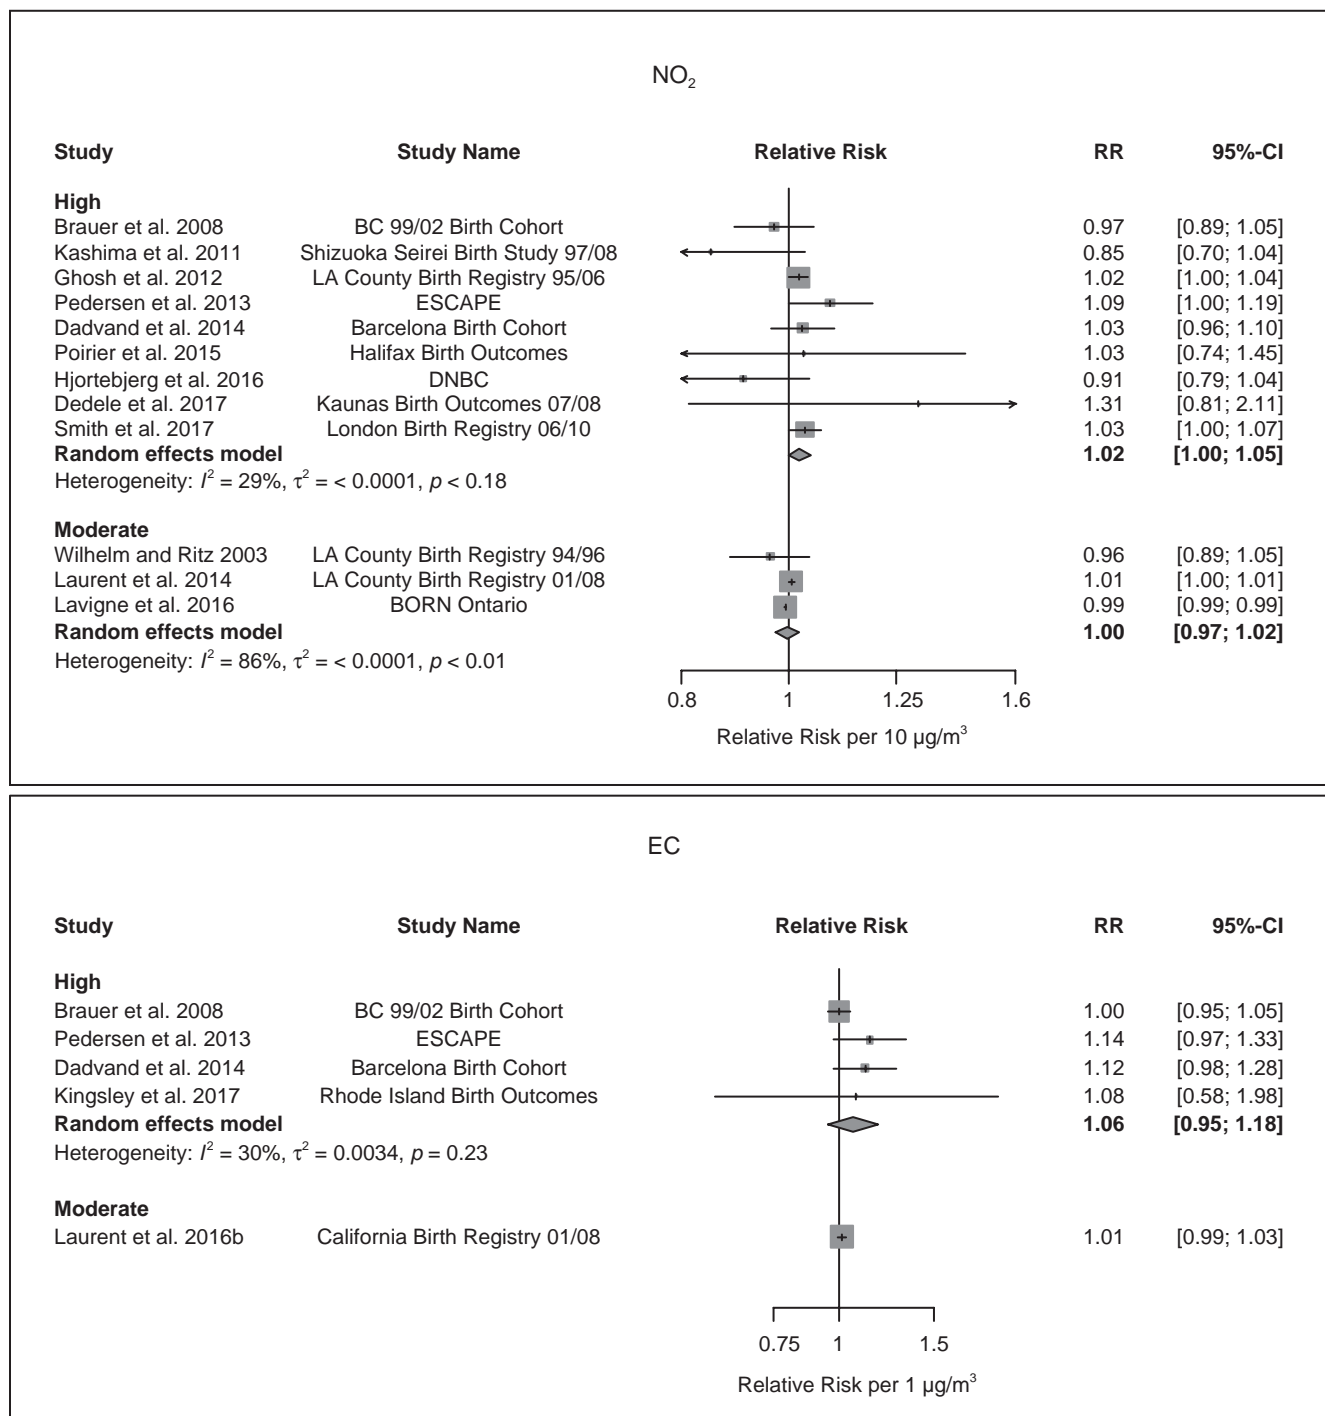 NO₂
Study Study Name Relative Risk RR 95%-CI
High
Brauer et al. 2008 BC 99/02 Birth Cohort 0.97 [0.89; 1.05]
Kashima et al. 2011 Shizuoka Seirei Birth Study 97/08 0.85 [0.70; 1.04]
Ghosh et al. 2012 LA County Birth Registry 95/06 1.02 [1.00; 1.04]
Pedersen et al. 2013 ESCAPE 1.09 [1.00; 1.19]
Dadvand et al. 2014 Barcelona Birth Cohort 1.03 [0.96; 1.10]
Poirier et al. 2015 Halifax Birth Outcomes 1.03 [0.74; 1.45]
Hjortebjerg et al. 2016 DNBC 0.91 [0.79; 1.04]
Dedele et al. 2017 Kaunas Birth Outcomes 07/08 1.31 [0.81; 2.11]
Smith et al. 2017 London Birth Registry 06/10 1.03 [1.00; 1.07]
Random effects model 1.02 [1.00; 1.05]
Heterogeneity: I² = 29%, τ² = < 0.0001, p < 0.18
Moderate
Wilhelm and Ritz 2003 LA County Birth Registry 94/96 0.96 [0.89; 1.05]
Laurent et al. 2014 LA County Birth Registry 01/08 1.01 [1.00; 1.01]
Lavigne et al. 2016 BORN Ontario 0.99 [0.99; 0.99]
Random effects model 1.00 [0.97; 1.02]
Heterogeneity: I² = 86%, τ² = < 0.0001, p < 0.01
0.8 1 1.25 1.6
Relative Risk per 10 µg/m³
EC
Study Study Name Relative Risk RR 95%-CI
High
Brauer et al. 2008 BC 99/02 Birth Cohort 1.00 [0.95; 1.05]
Pedersen et al. 2013 ESCAPE 1.14 [0.97; 1.33]
Dadvand et al. 2014 Barcelona Birth Cohort 1.12 [0.98; 1.28]
Kingsley et al. 2017 Rhode Island Birth Outcomes 1.08 [0.58; 1.98]
Random effects model 1.06 [0.95; 1.18]
Heterogeneity: I² = 30%, τ² = 0.0034, p = 0.23
Moderate
Laurent et al. 2016b California Birth Registry 01/08 1.01 [0.99; 1.03]
0.75 1 1.5
Relative Risk per 1 µg/m³